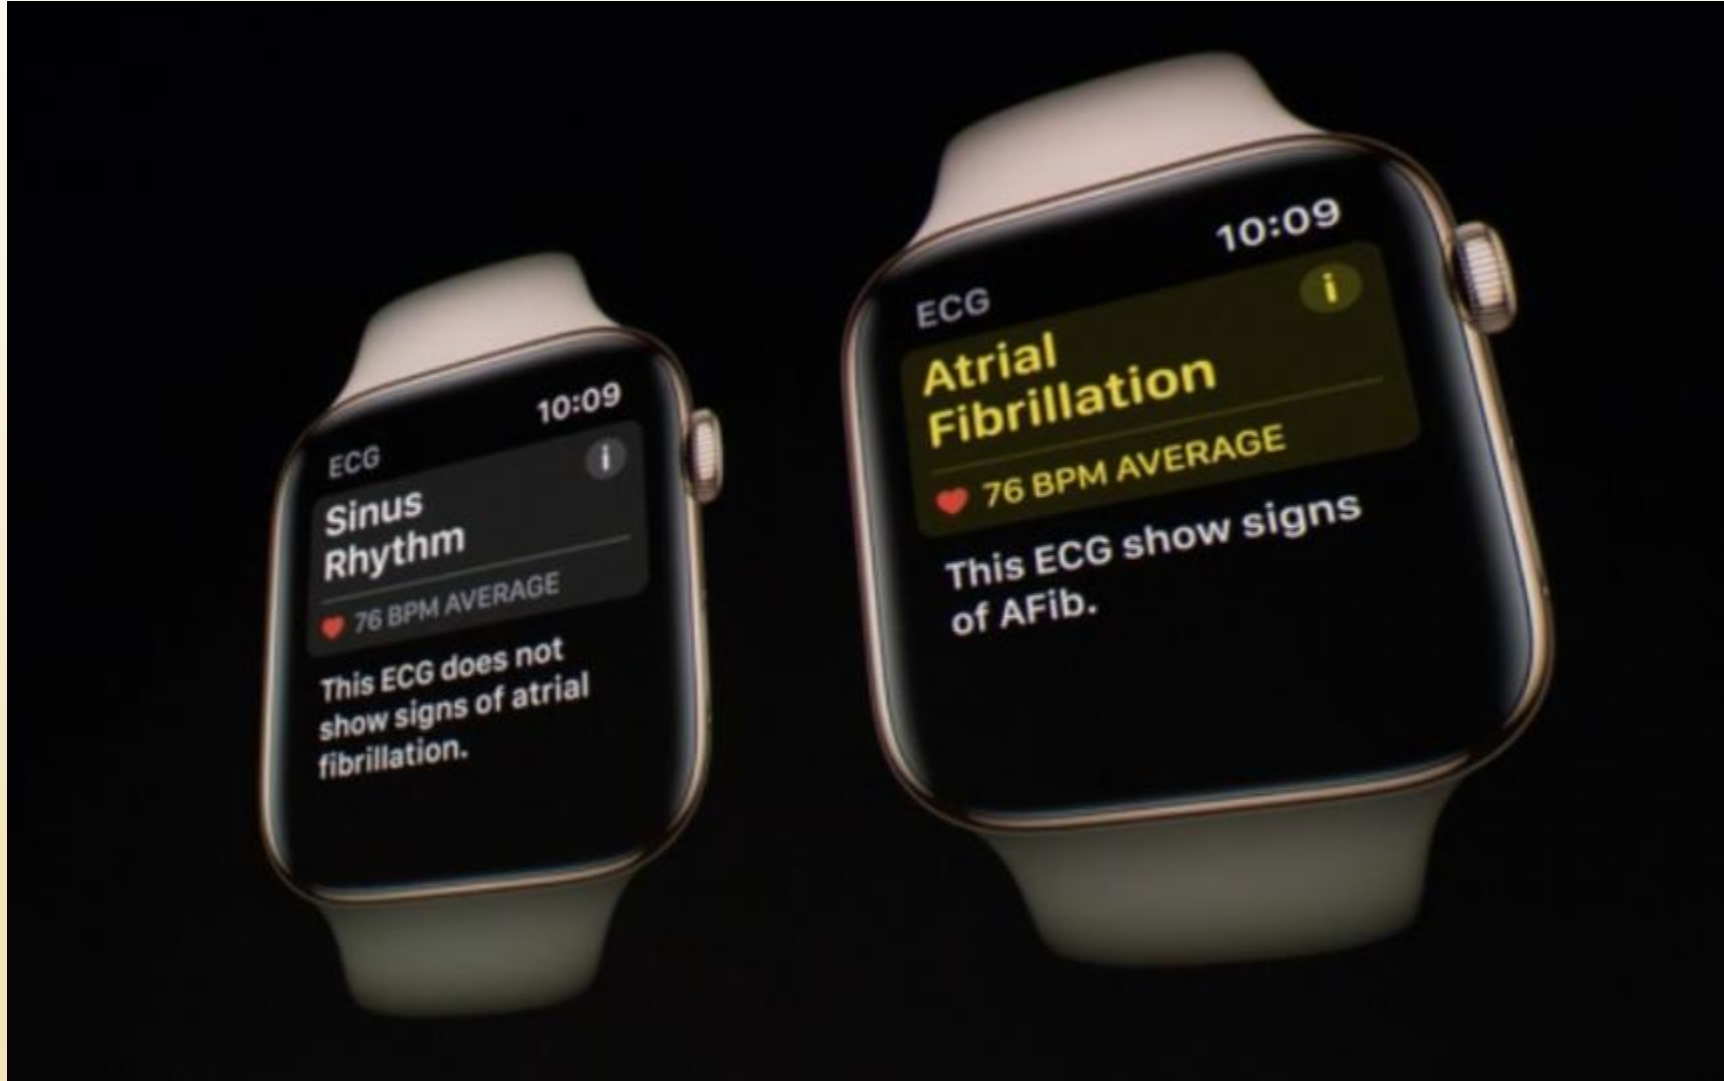 10:09
ECG
i
Sinus
Rhythm
76 BPM AVERAGE
This ECG does not
show signs of atrial
fibrillation.
10:09
ECG
i
Atrial
Fibrillation
76 BPM AVERAGE
This ECG show signs
of AFib.